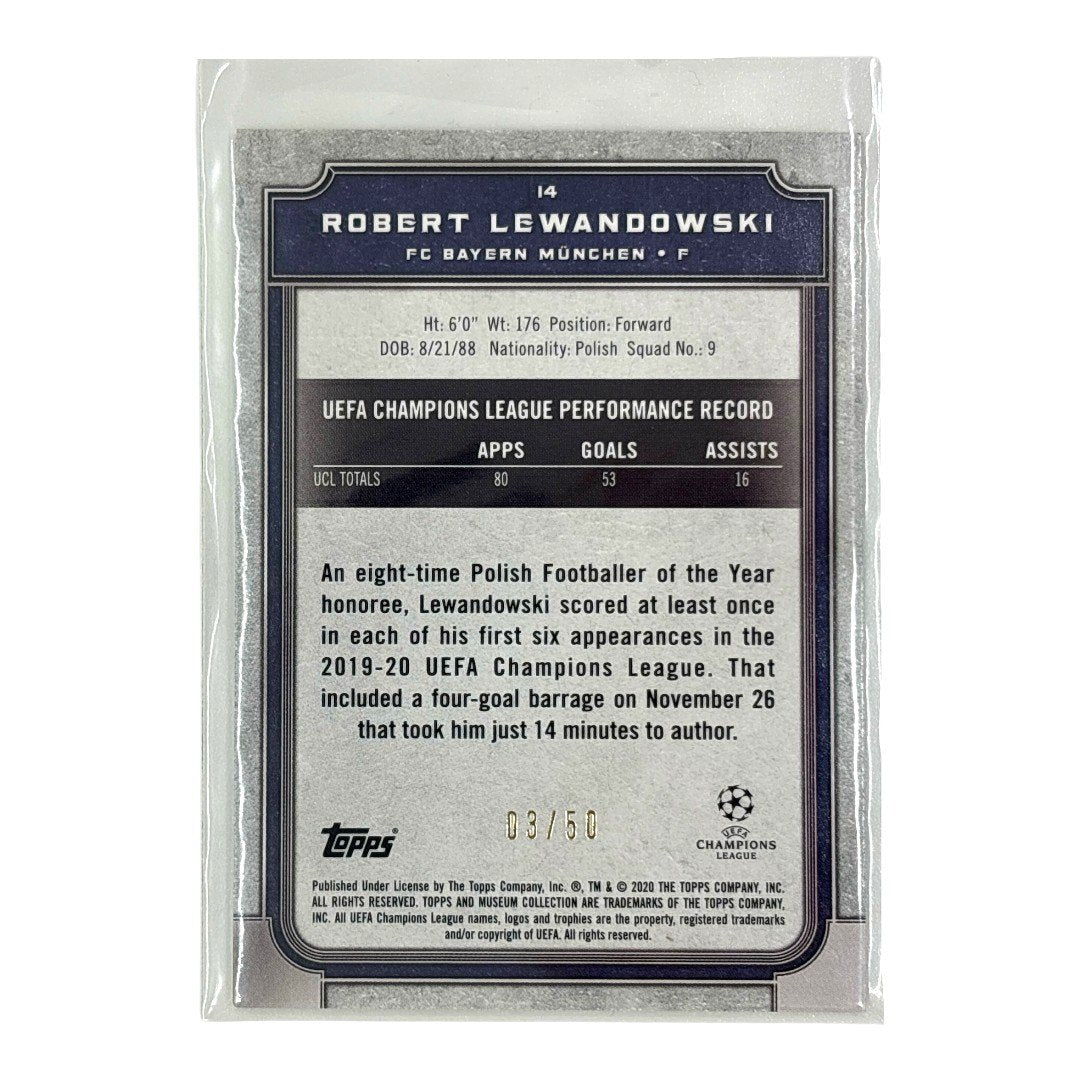 14
ROBERT LEWANDOWSKI
FC BAYERN MÜNCHEN • F
Ht: 6'0" Wt: 176 Position: Forward
DOB: 8/21/88 Nationality: Polish Squad No.: 9
UEFA CHAMPIONS LEAGUE PERFORMANCE RECORD
APPS GOALS ASSISTS
UCL TOTALS 80 53 16
An eight-time Polish Footballer of the Year
honoree, Lewandowski scored at least once
in each of his first six appearances in the
2019-20 UEFA Champions League. That
included a four-goal barrage on November 26
that took him just 14 minutes to author.
03/50
Topps®
UEFA
CHAMPIONS
LEAGUE
Published Under License by The Topps Company, Inc. ®, TM & © 2020 THE TOPPS COMPANY, INC.
ALL RIGHTS RESERVED. TOPPS AND MUSEUM COLLECTION ARE TRADEMARKS OF THE TOPPS COMPANY,
INC. All UEFA Champions League names, logos and trophies are the property, registered trademarks
and/or copyright of UEFA. All rights reserved.